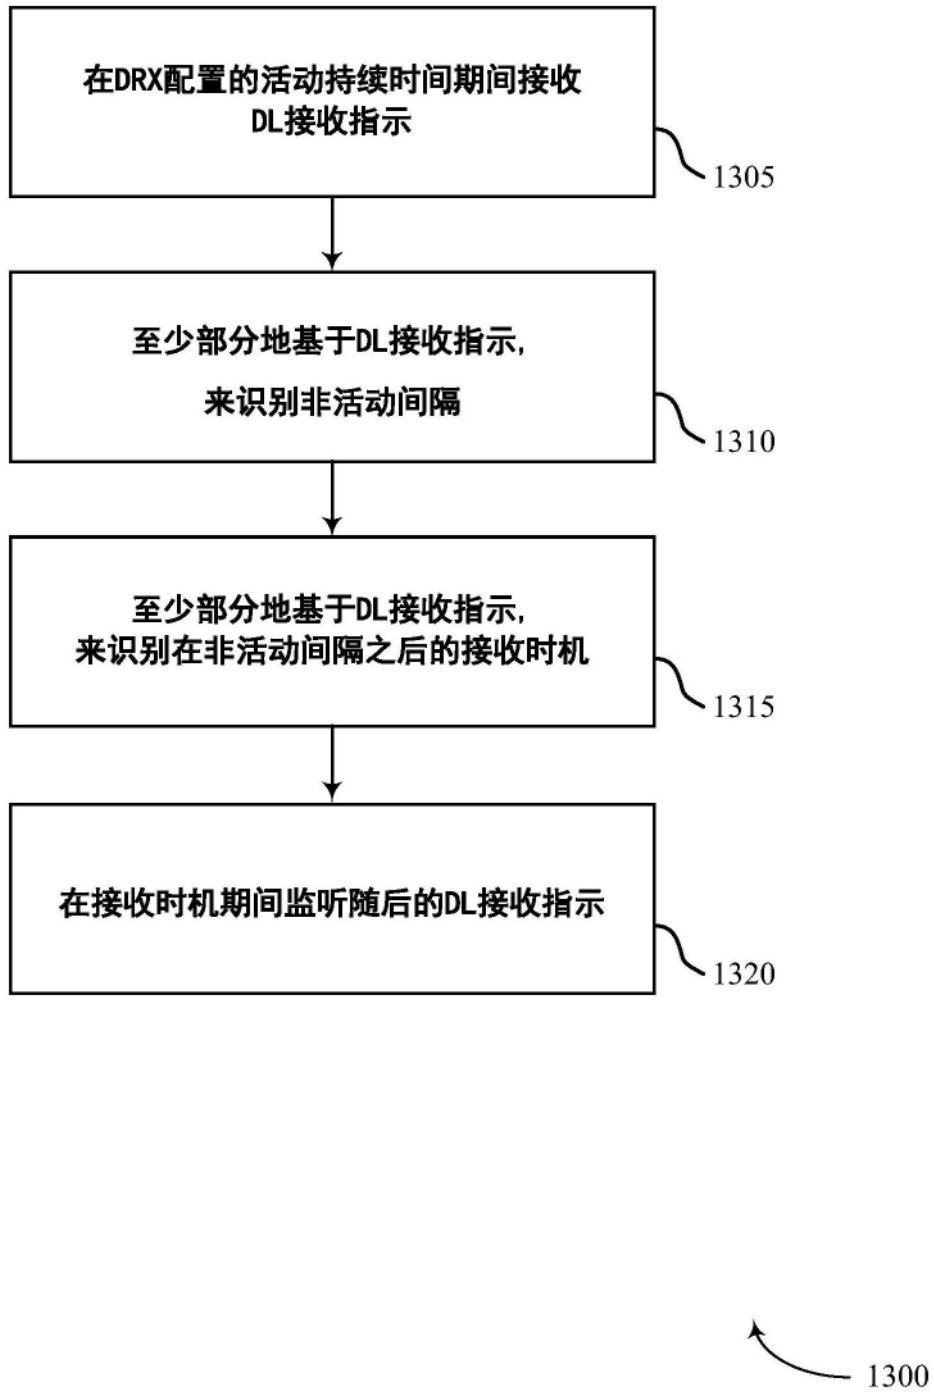 在DRX配置的活动持续时间期间接收
DL接收指示
1305
至少部分地基于DL接收指示,
来识别非活动间隔
1310
至少部分地基于DL接收指示,
来识别在非活动间隔之后的接收时机
1315
在接收时机期间监听随后的DL接收指示
1320
1300